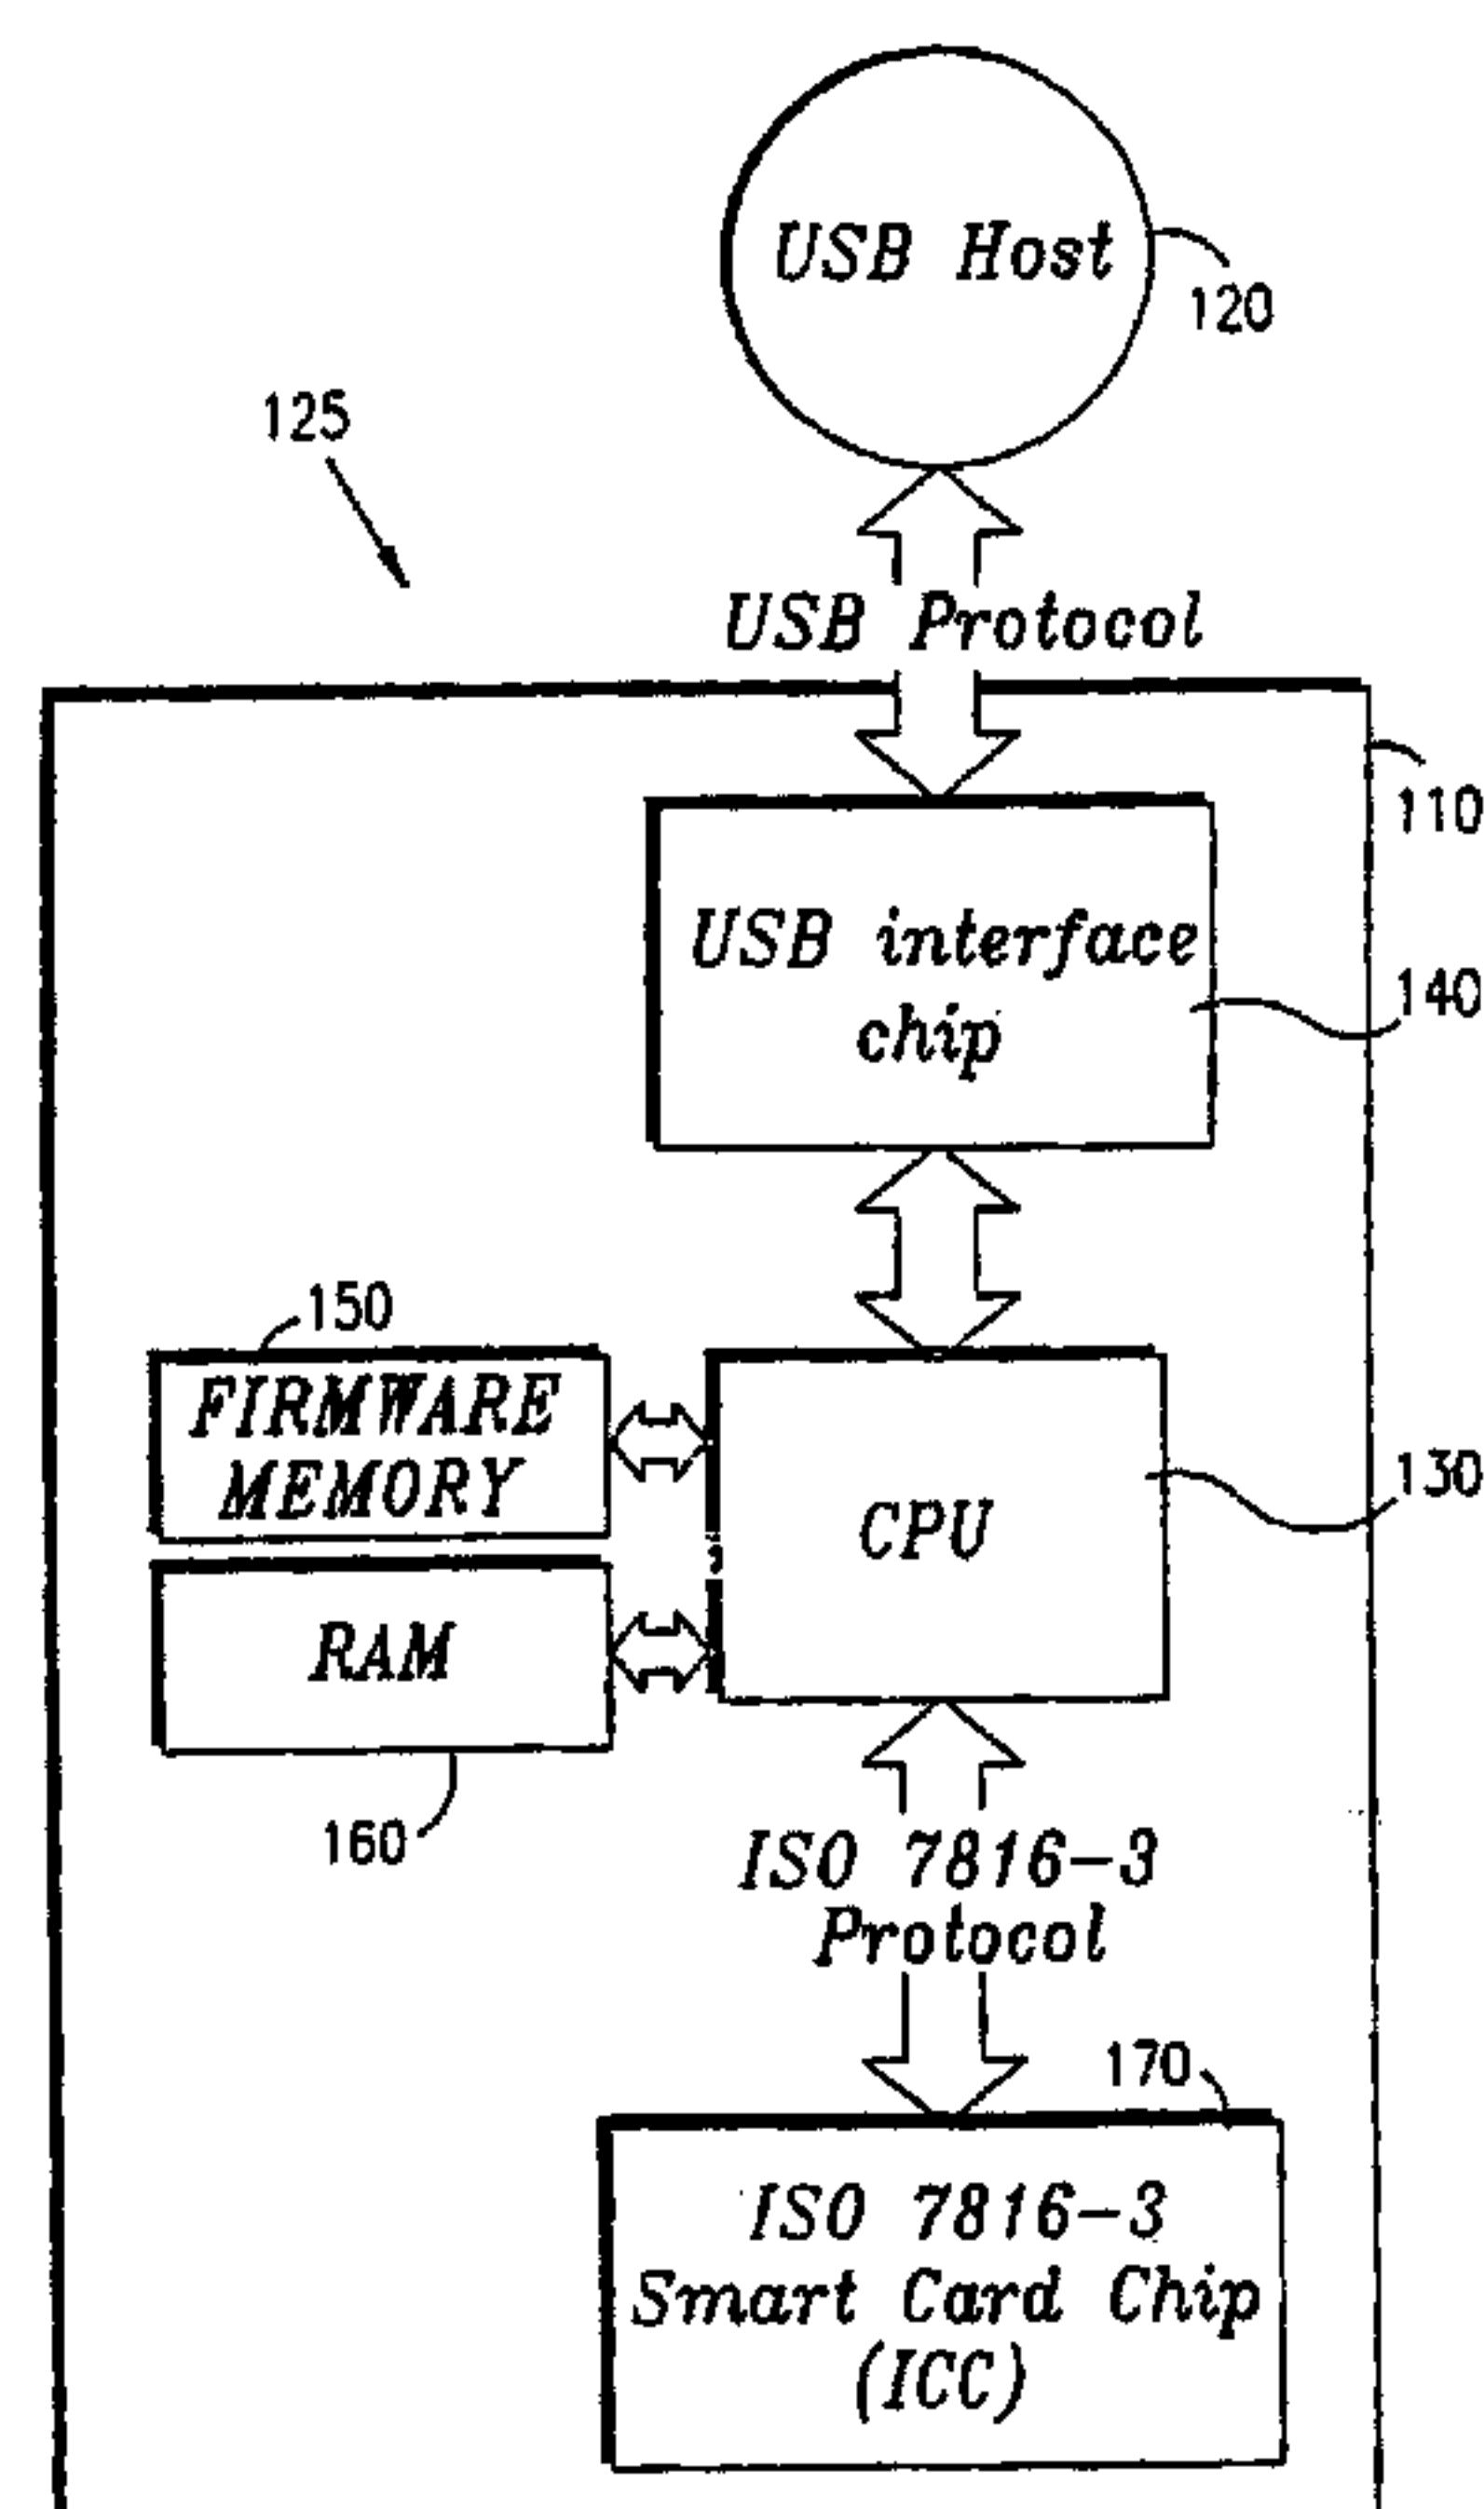 USB Host
120
125
USB Protocol
110
USB interface
chip
140
150
FIRMWARE
MEMORY
CPU
130
RAM
160
ISO 7816-3
Protocol
170
ISO 7816-3
Smart Card Chip
(ICC)